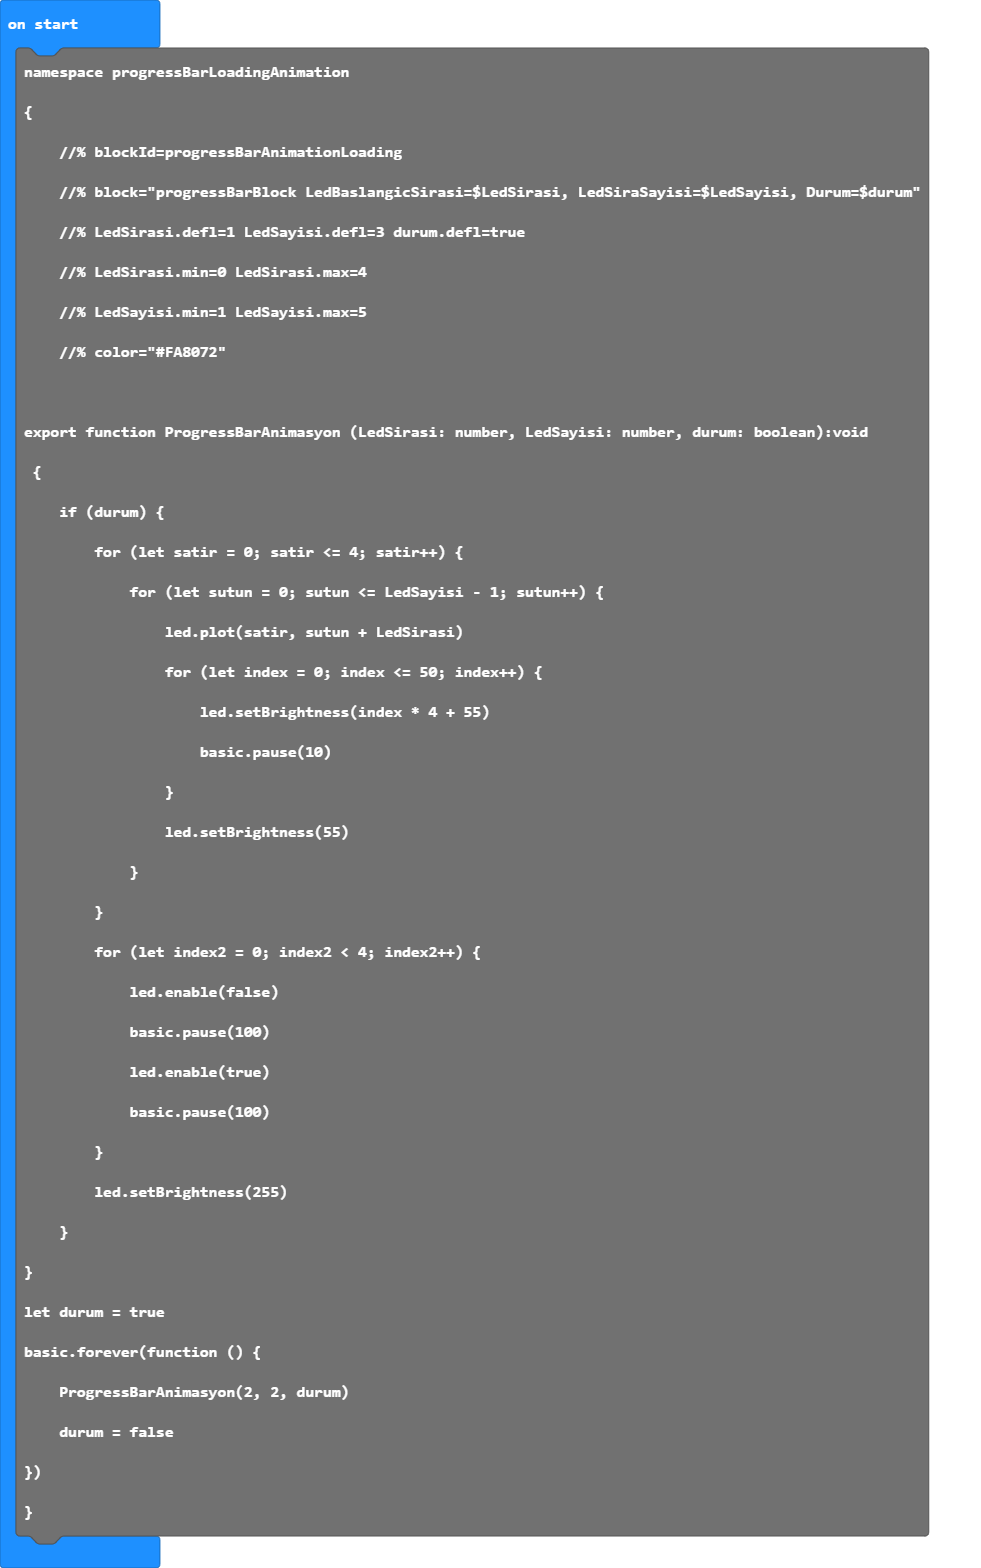 on start
namespace progressBarLoadingAnimation
{
    //% blockId=progressBarAnimationLoading
    //% block="progressBarBlock LedBaslangicSirasi=$LedSirasi, LedSiraSayisi=$LedSayisi, Durum=$durum"
    //% LedSirasi.defl=1 LedSayisi.defl=3 durum.defl=true
    //% LedSirasi.min=0 LedSirasi.max=4
    //% LedSayisi.min=1 LedSayisi.max=5
    //% color="#FA8072"
export function ProgressBarAnimasyon (LedSirasi: number, LedSayisi: number, durum: boolean):void
 {
    if (durum) {
        for (let satir = 0; satir <= 4; satir++) {
            for (let sutun = 0; sutun <= LedSayisi - 1; sutun++) {
                led.plot(satir, sutun + LedSirasi)
                for (let index = 0; index <= 50; index++) {
                    led.setBrightness(index * 4 + 55)
                    basic.pause(10)
                }
                led.setBrightness(55)
            }
        }
        for (let index2 = 0; index2 < 4; index2++) {
            led.enable(false)
            basic.pause(100)
            led.enable(true)
            basic.pause(100)
        }
        led.setBrightness(255)
    }
}
let durum = true
basic.forever(function () {
    ProgressBarAnimasyon(2, 2, durum)
    durum = false
})
}